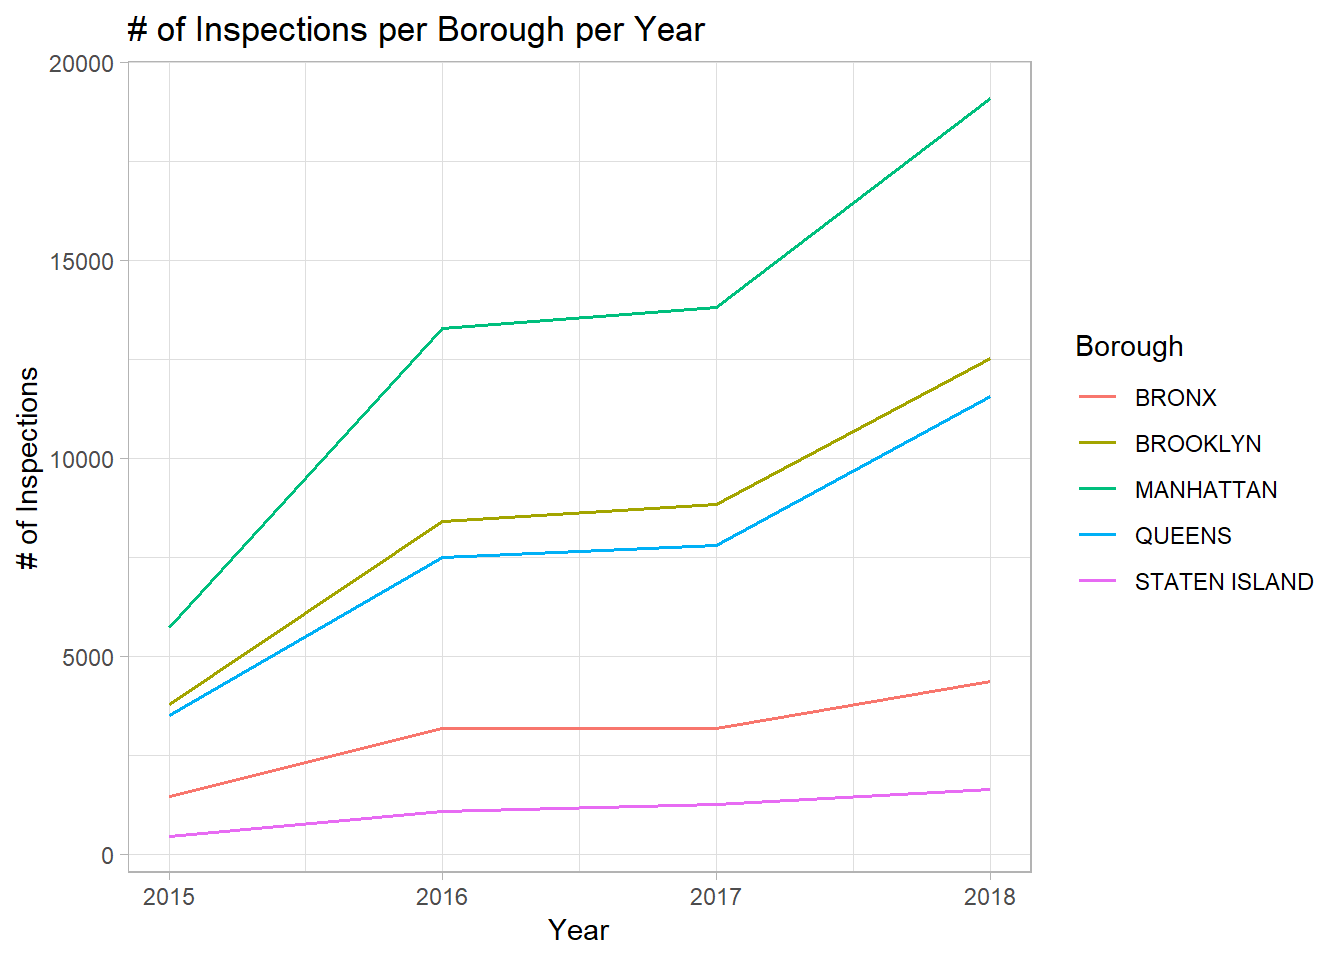 # of Inspections per Borough per Year
20000
15000
10000
5000
0
# of Inspections
2015 2016 2017 2018
Year
Borough
BRONX
BROOKLYN
MANHATTAN
QUEENS
STATEN ISLAND